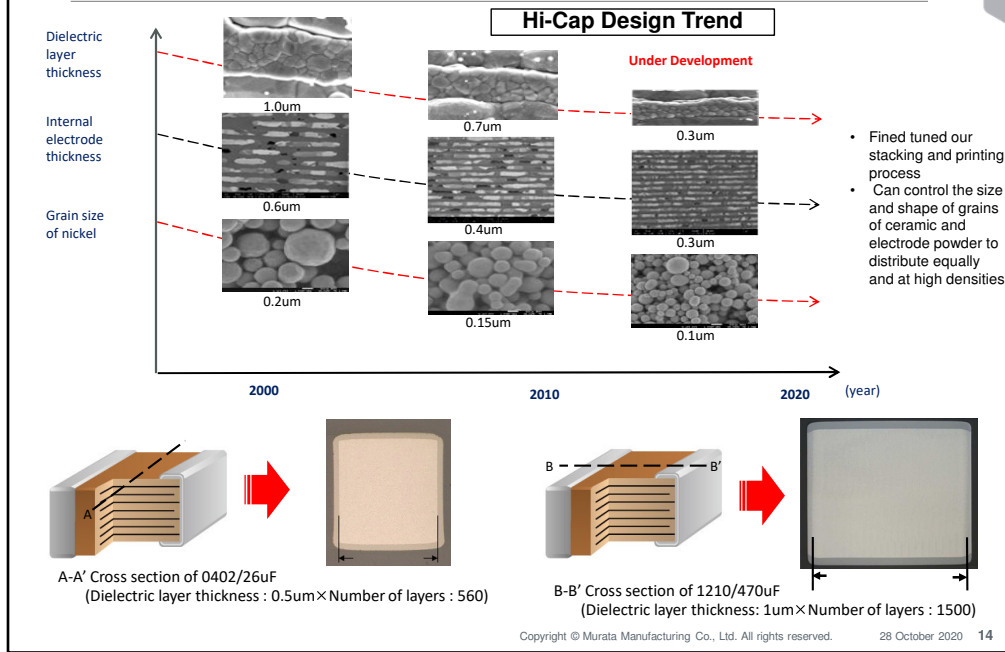 Hi-Cap Design Trend
Dielectric
layer
thickness
Internal
electrode
thickness
Grain size
of nickel
1.0um
0.7um
Under Development
0.3um
0.6um
0.4um
0.3um
0.2um
0.15um
0.1um
• Fined tuned our
stacking and printing
process
• Can control the size
and shape of grains
of ceramic and
electrode powder to
distribute equally
and at high densities
2000
2010
2020
(year)
A
B
B’
A-A’ Cross section of 0402/26uF
(Dielectric layer thickness : 0.5um×Number of layers : 560)
B-B’ Cross section of 1210/470uF
(Dielectric layer thickness: 1um×Number of layers : 1500)
Copyright © Murata Manufacturing Co., Ltd. All rights reserved.
28 October 2020
14